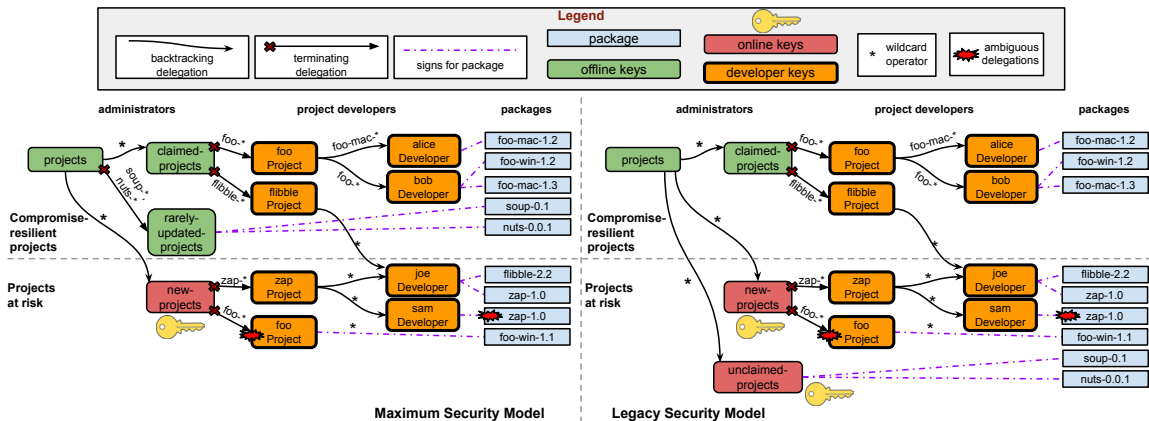 Legend
backtracking
delegation
terminating
delegation
signs for package
package
offline keys
online keys
developer keys
*
wildcard
operator
ambiguous
delegations
administrators
project developers
packages
projects
*
claimed-
projects
foo-*
flibble-*
soup-*,
nuts-*
*
rarely-
updated-
projects
foo
Project
flibble
Project
foo-mac-*
foo-*
alice
Developer
bob
Developer
foo-mac-1.2
foo-win-1.2
foo-mac-1.3
soup-0.1
nuts-0.0.1
Compromise-
resilient
projects
*
Projects
at risk
new-
projects
zap-*
foo-*
zap
Project
foo
Project
*
*
*
joe
Developer
sam
Developer
flibble-2.2
zap-1.0
zap-1.0
foo-win-1.1
Maximum Security Model
administrators
project developers
packages
projects
*
claimed-
projects
foo-*
flibble-*
foo
Project
flibble
Project
foo-mac-*
foo-*
alice
Developer
bob
Developer
foo-mac-1.2
foo-win-1.2
foo-mac-1.3
Compromise-
resilient
projects
*
*
*
Projects
at risk
new-
projects
zap-*
foo-*
zap
Project
foo
Project
*
*
*
joe
Developer
sam
Developer
flibble-2.2
zap-1.0
zap-1.0
foo-win-1.1
unclaimed-
projects
soup-0.1
nuts-0.0.1
Legacy Security Model